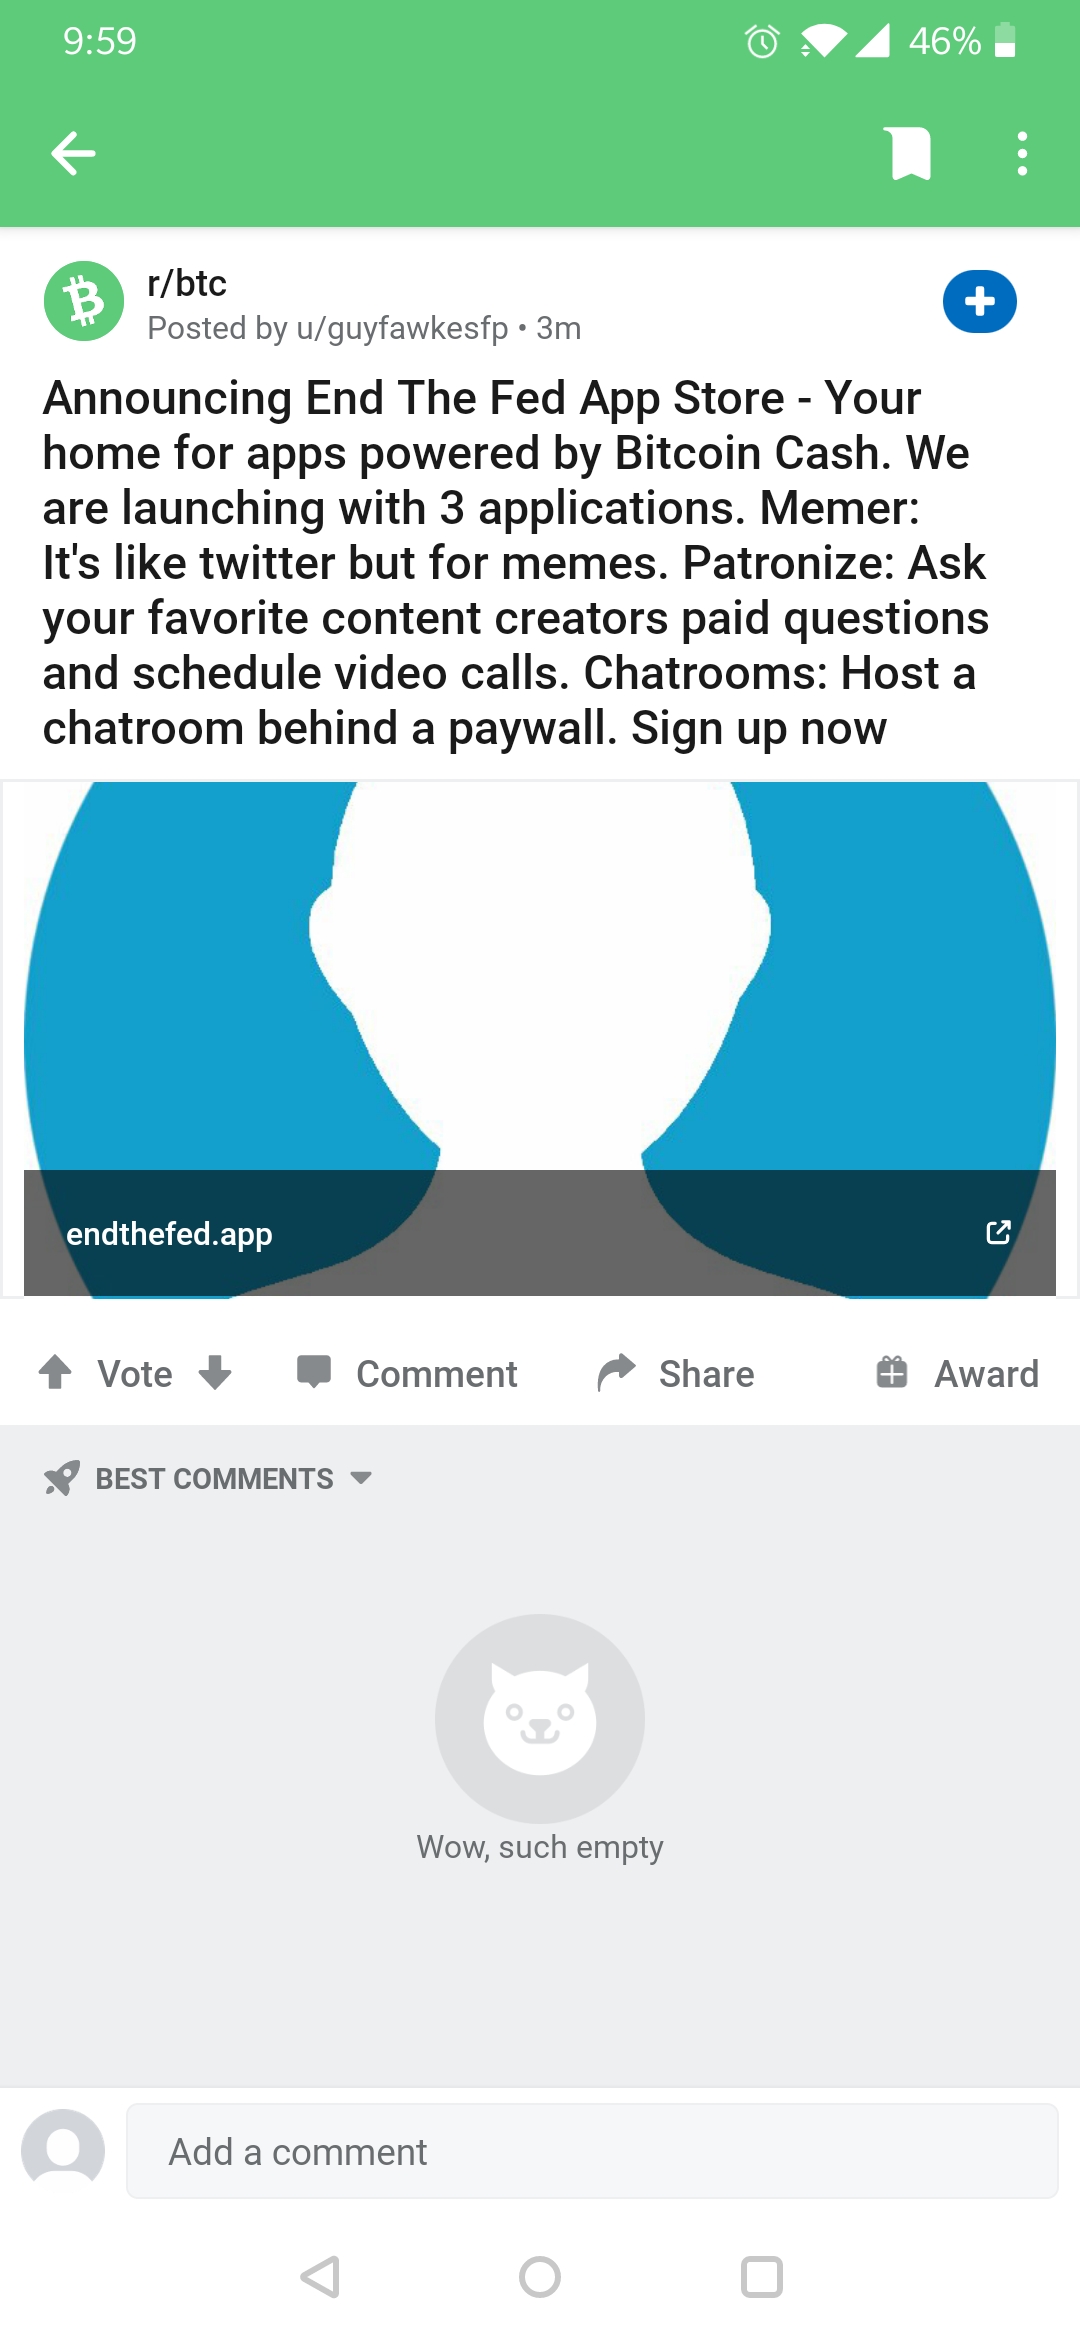 9:59
46%
r/btc
Posted by u/guyfawkesfp • 3m
Announcing End The Fed App Store - Your
home for apps powered by Bitcoin Cash. We
are launching with 3 applications. Memer:
It's like twitter but for memes. Patronize: Ask
your favorite content creators paid questions
and schedule video calls. Chatrooms: Host a
chatroom behind a paywall. Sign up now
endthefed.app
Vote
Comment
Share
Award
BEST COMMENTS
Wow, such empty
Add a comment